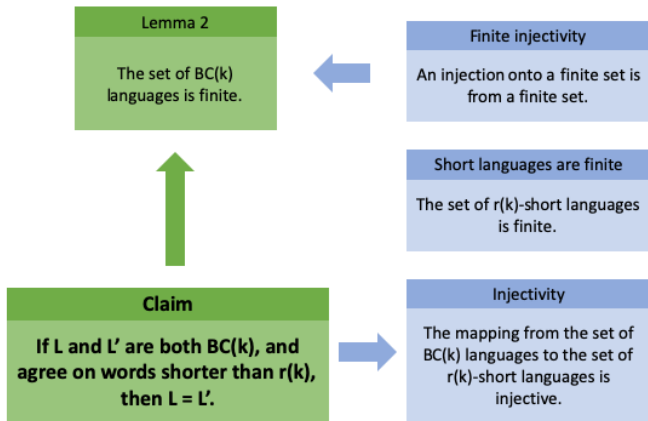 Lemma 2
The set of BC(k)
languages is finite.
Finite injectivity
An injection onto a finite set is
from a finite set.
Short languages are finite
The set of r(k)-short languages
is finite.
Claim
If L and L’ are both BC(k), and
agree on words shorter than r(k),
then L = L’.
Injectivity
The mapping from the set of
BC(k) languages to the set of
r(k)-short languages is
injective.